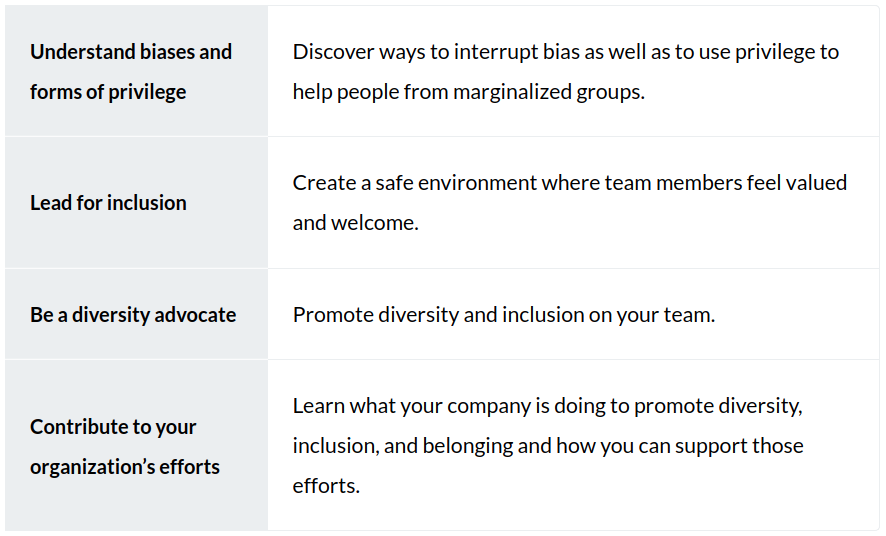 Understand biases and
forms of privilege
Discover ways to interrupt bias as well as to use privilege to
help people from marginalized groups.
Lead for inclusion
Create a safe environment where team members feel valued
and welcome.
Be a diversity advocate
Promote diversity and inclusion on your team.
Contribute to your
organization’s efforts
Learn what your company is doing to promote diversity,
inclusion, and belonging and how you can support those
efforts.